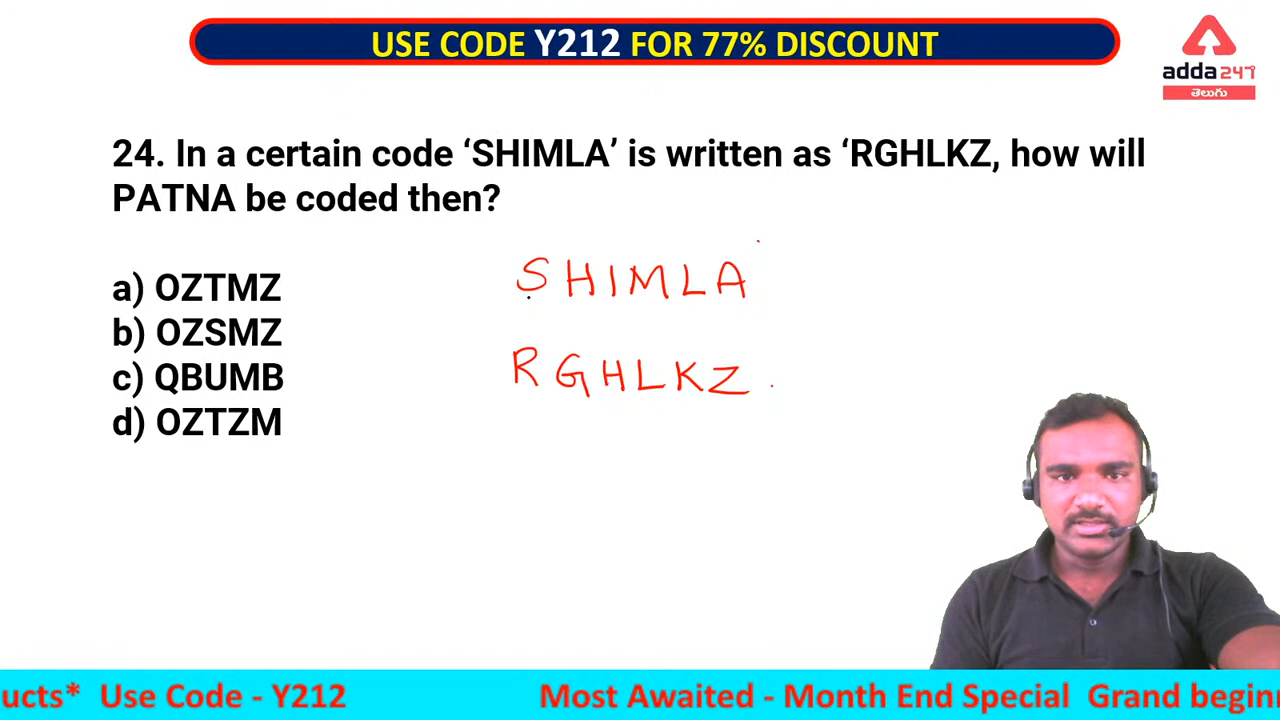 USE CODE Y212 FOR 77% DISCOUNT
adda247
తెలుగు
24. In a certain code ‘SHIMLA’ is written as ‘RGHLKZ, how will
PATNA be coded then?
a) OZTMZ
b) OZSMZ
c) QBUMB
d) OZTZM
SHIMLA
RGHLKZ
ucts* Use Code - Y212 Most Awaited - Month End Special Grand begin